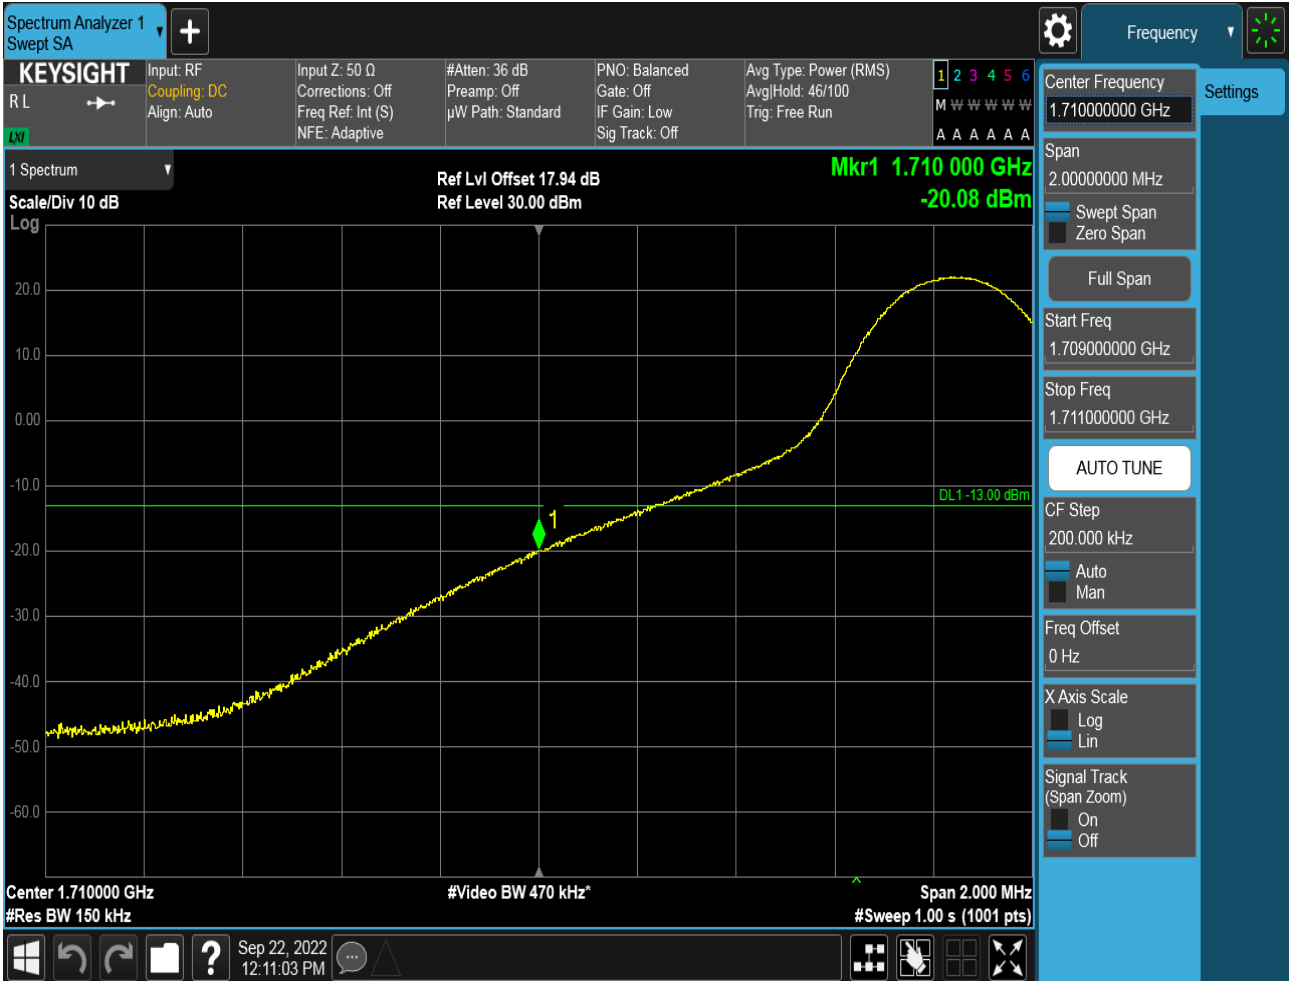 Spectrum Analyzer 1
Swept SA
Frequency
KEYSIGHT
R L
LXI
Input: RF
Coupling: DC
Align: Auto
Input Z: 50 Ω
Corrections: Off
Freq Ref: Int (S)
NFE: Adaptive
#Atten: 36 dB
Preamp: Off
µW Path: Standard
PNO: Balanced
Gate: Off
IF Gain: Low
Sig Track: Off
Avg Type: Power (RMS)
Avg|Hold: 46/100
Trig: Free Run
1 2 3 4 5 6
M W W W W W
A A A A A A
1 Spectrum
Scale/Div 10 dB
Log
Ref Lvl Offset 17.94 dB
Ref Level 30.00 dBm
Mkr1 1.710 000 GHz
-20.08 dBm
20.0
10.0
0.00
-10.0
-20.0
-30.0
-40.0
-50.0
-60.0
DL1 -13.00 dBm
1
Center 1.710000 GHz
#Res BW 150 kHz
#Video BW 470 kHz*
Span 2.000 MHz
#Sweep 1.00 s (1001 pts)
Center Frequency
1.710000000 GHz
Span
2.00000000 MHz
Swept Span
Zero Span
Full Span
Start Freq
1.709000000 GHz
Stop Freq
1.711000000 GHz
AUTO TUNE
CF Step
200.000 kHz
Auto
Man
Freq Offset
0 Hz
X Axis Scale
Log
Lin
Signal Track
(Span Zoom)
On
Off
Settings
?
Sep 22, 2022
12:11:03 PM